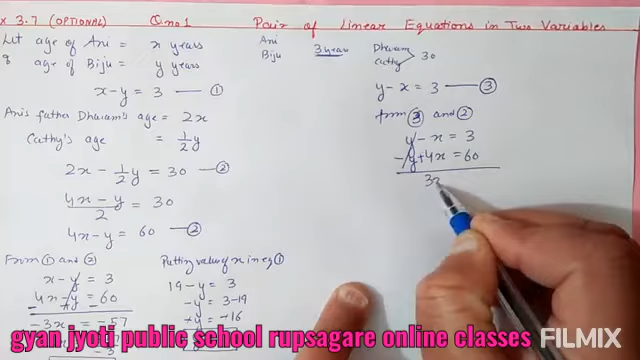 x 3.7 (OPTIONAL) Q.no 1 Pair of Linear Equations in Two Variables
Let age of Ani = x years
& age of Biju = y years
x - y = 3 — ①
Ani's father Dharam's age = 2x
Cathy's age = 1/2 y
2x - 1/2 y = 30 — ②
4x - y / 2 = 30
4x - y = 60 — ②
From ① and ②
x - y = 3
4x - y = 60
-3x = -57
-3
Putting value of x in eq ①
19 - y = 3
-y = 3-19
-y = -16
Ani
Biju 3 years
Dharam
Cathy 30
y - x = 3 — ③
from ③ and ②
y - x = 3
-y + 4x = 60
3x
gyan jyoti public school rupsagare online classes
FILMIX